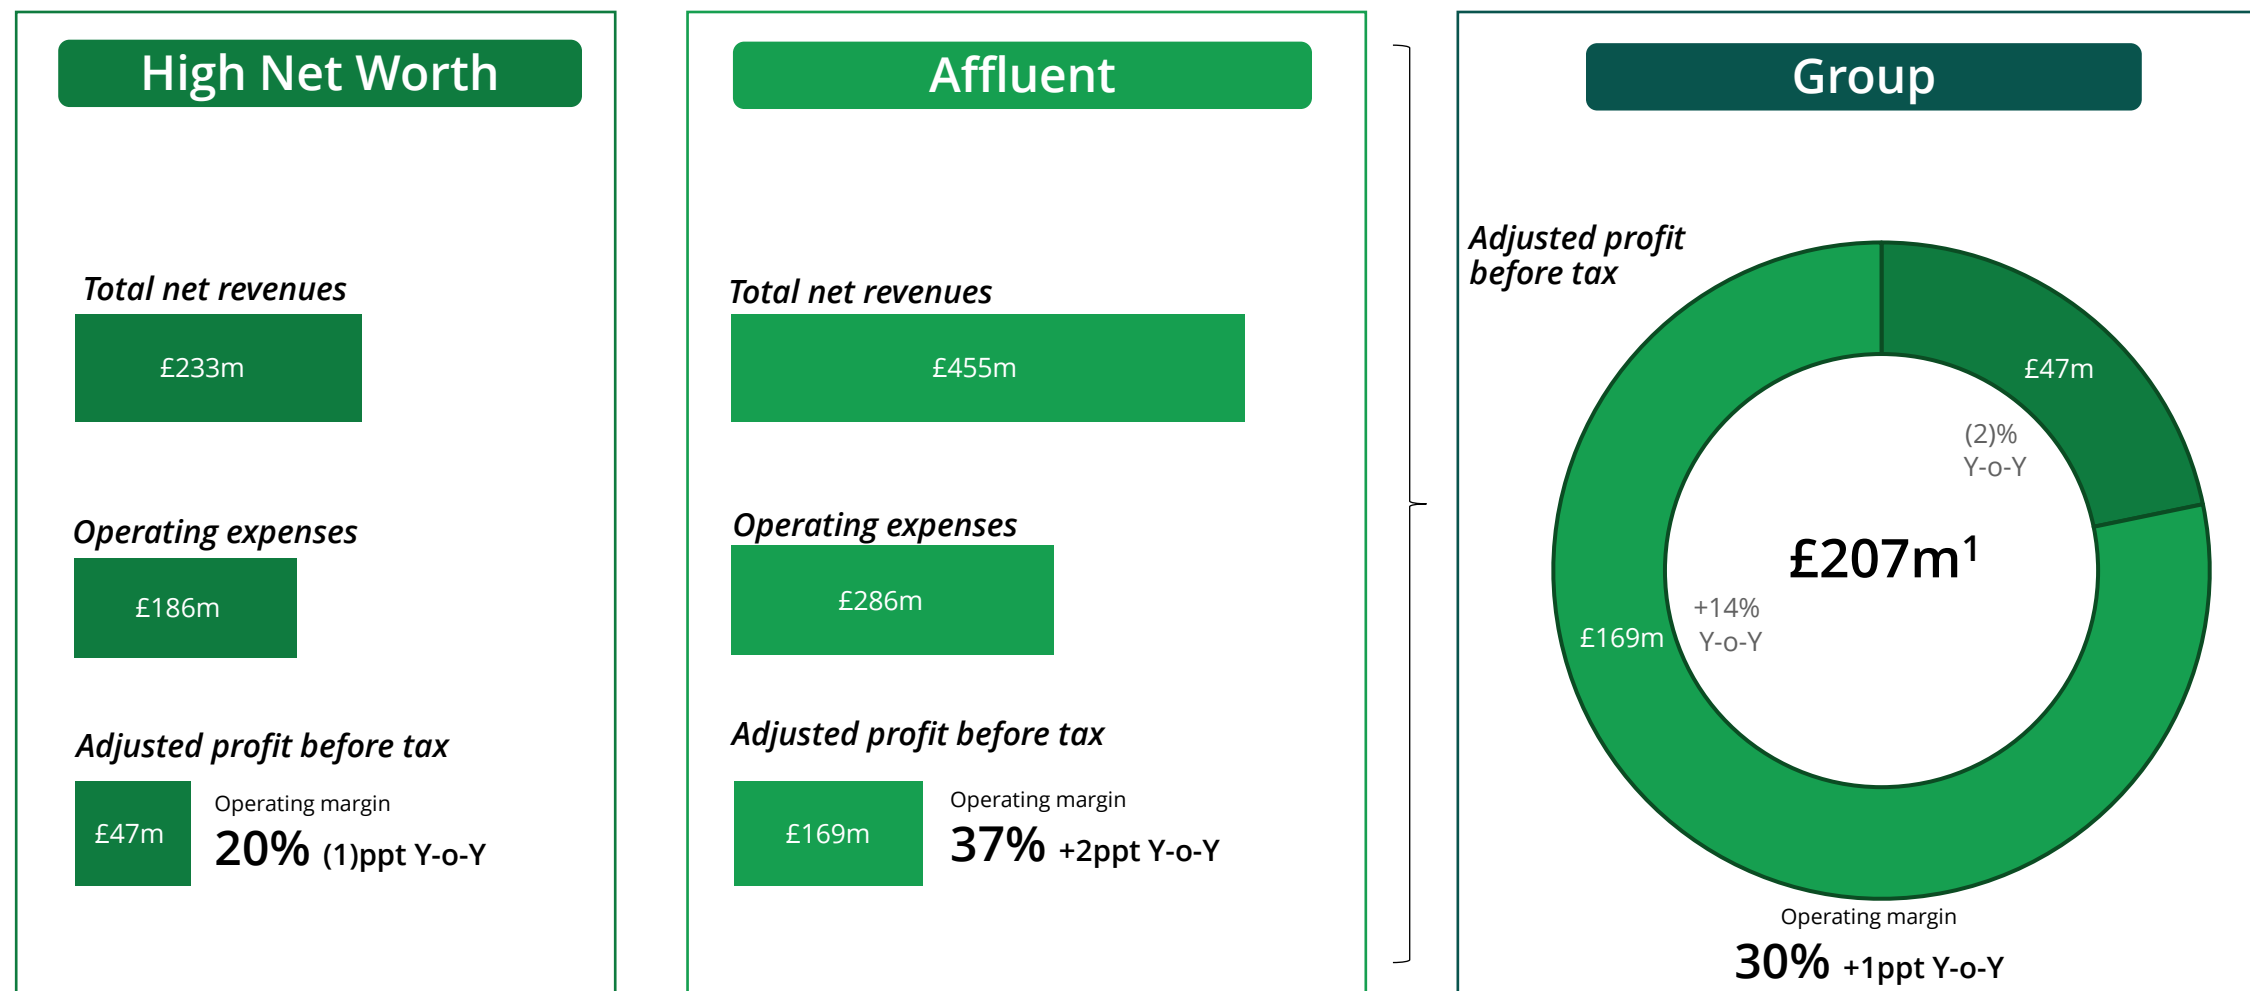 High Net Worth
Total net revenues
£233m
Operating expenses
£186m
Adjusted profit before tax
£47m
Operating margin
20% (1)ppt Y-o-Y
Affluent
Total net revenues
£455m
Operating expenses
£286m
Adjusted profit before tax
£169m
Operating margin
37% +2ppt Y-o-Y
Group
Adjusted profit
before tax
£47m
(2)%
Y-o-Y
£207m¹
+14%
Y-o-Y
£169m
Operating margin
30% +1ppt Y-o-Y